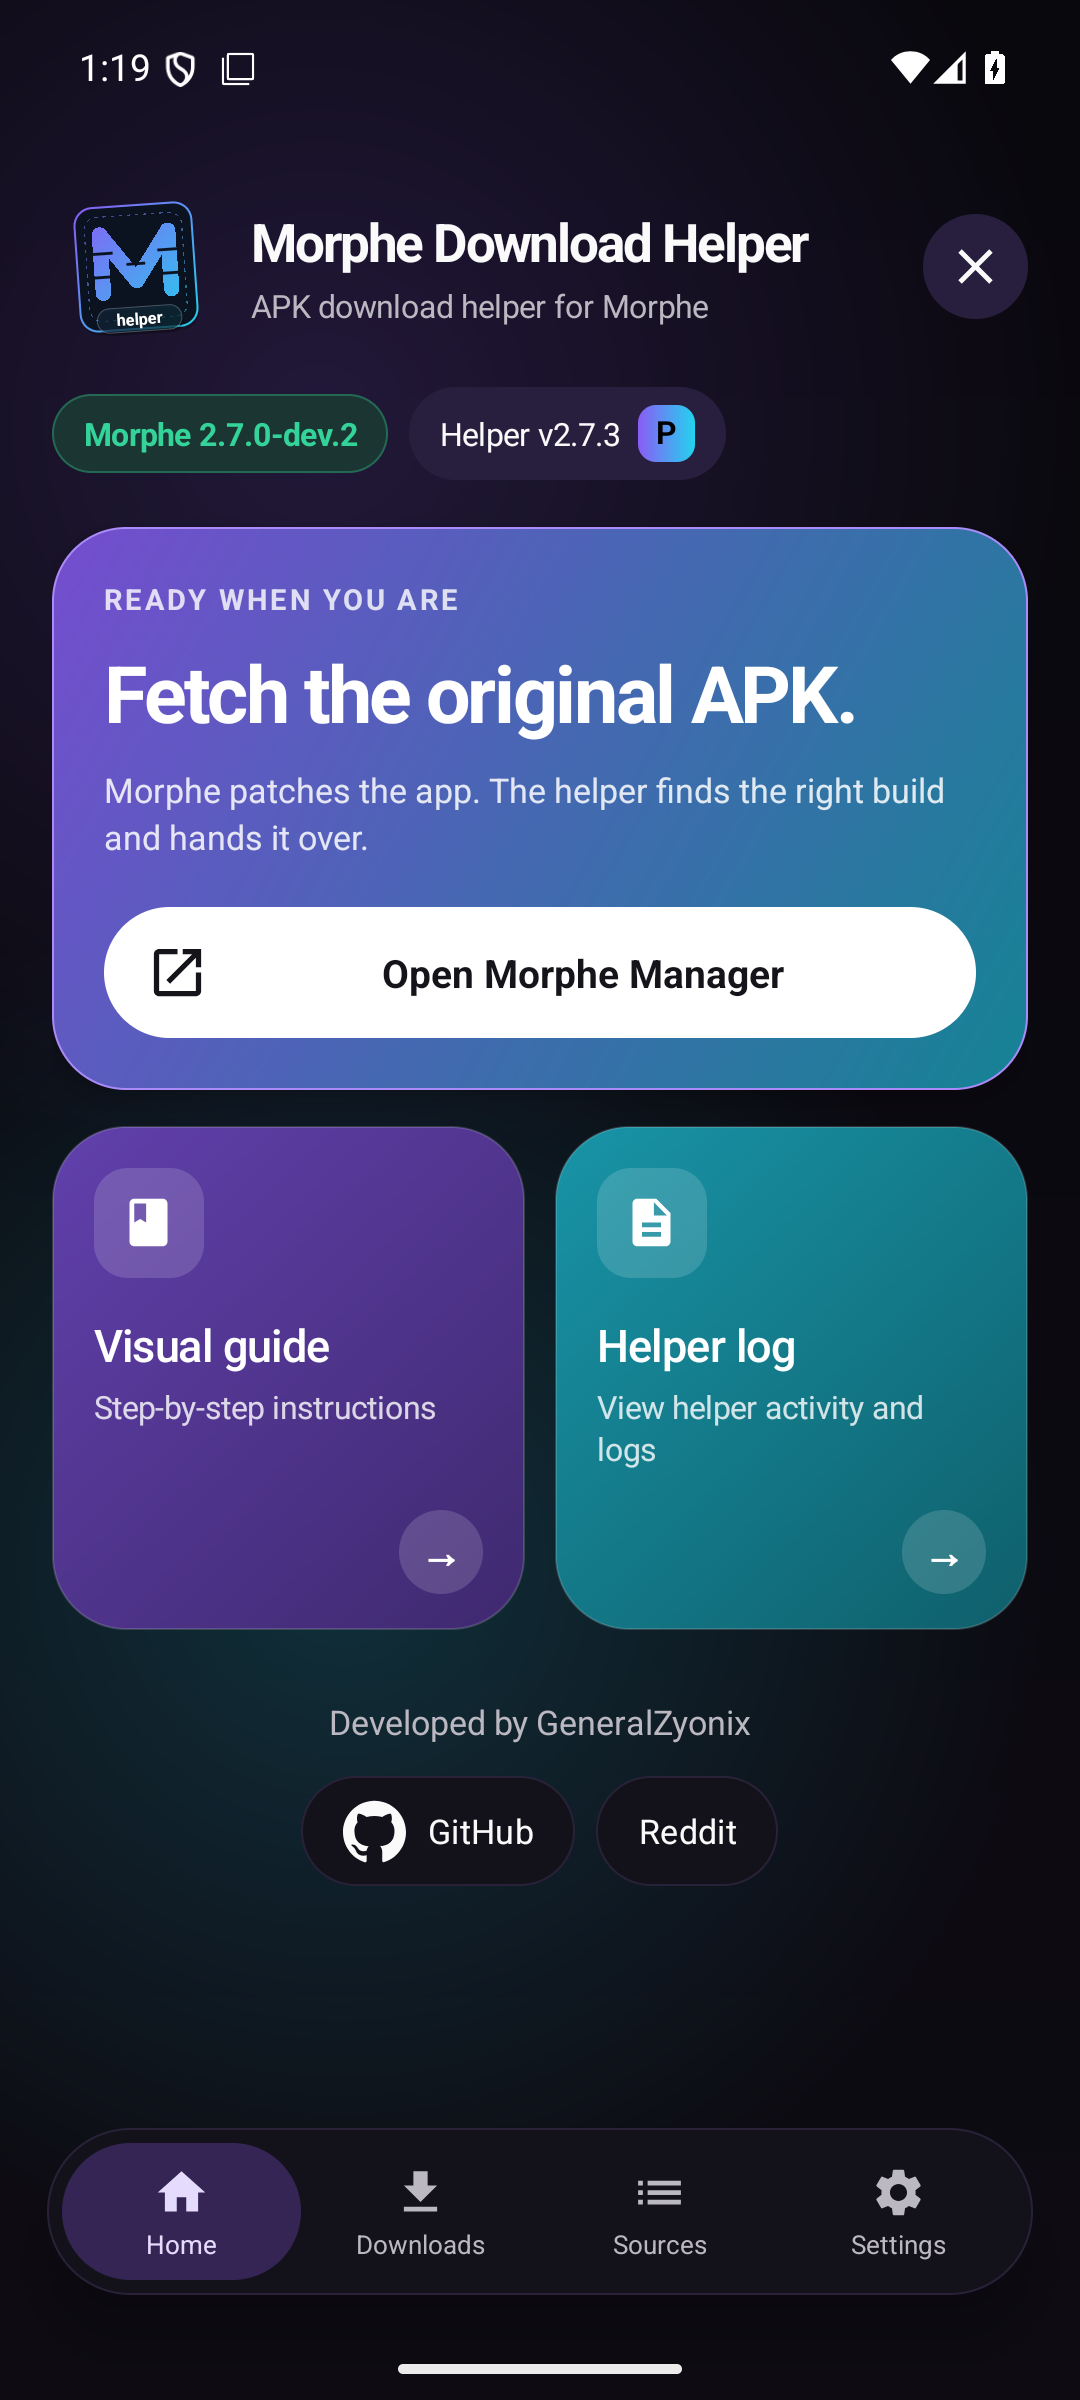 1:19
helper
Morphe Download Helper
APK download helper for Morphe
Morphe 2.7.0-dev.2
Helper v2.7.3 P
READY WHEN YOU ARE
Fetch the original APK.
Morphe patches the app. The helper finds the right build
and hands it over.
Open Morphe Manager
Visual guide
Step-by-step instructions
→
Helper log
View helper activity and
logs
→
Developed by GeneralZyonix
GitHub
Reddit
Home
Downloads
Sources
Settings